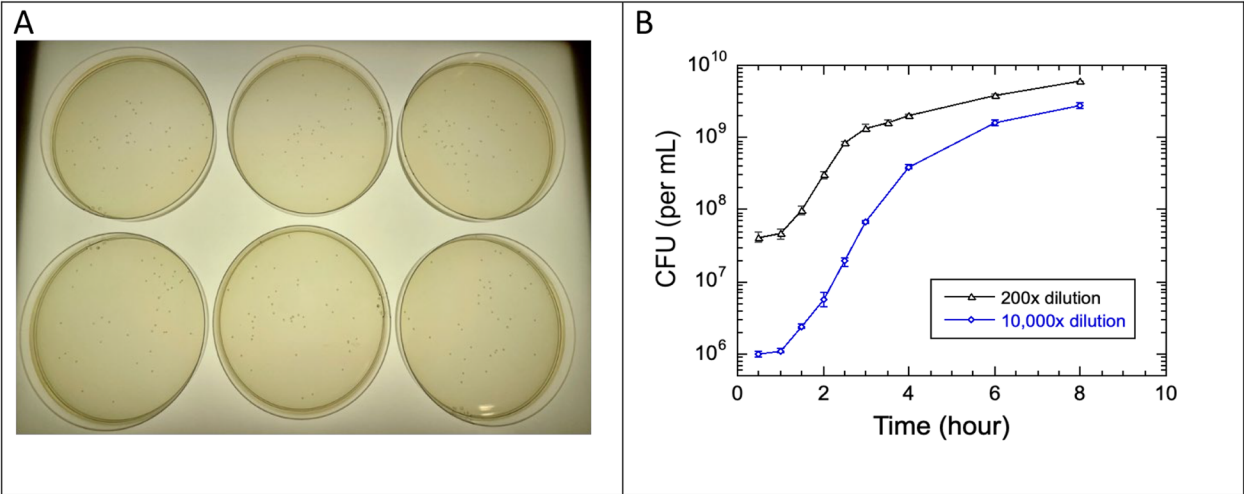 A
B
10^10
10^9
10^8
10^7
10^6
CFU (per mL)
200x dilution
10,000x dilution
0 2 4 6 8 10
Time (hour)